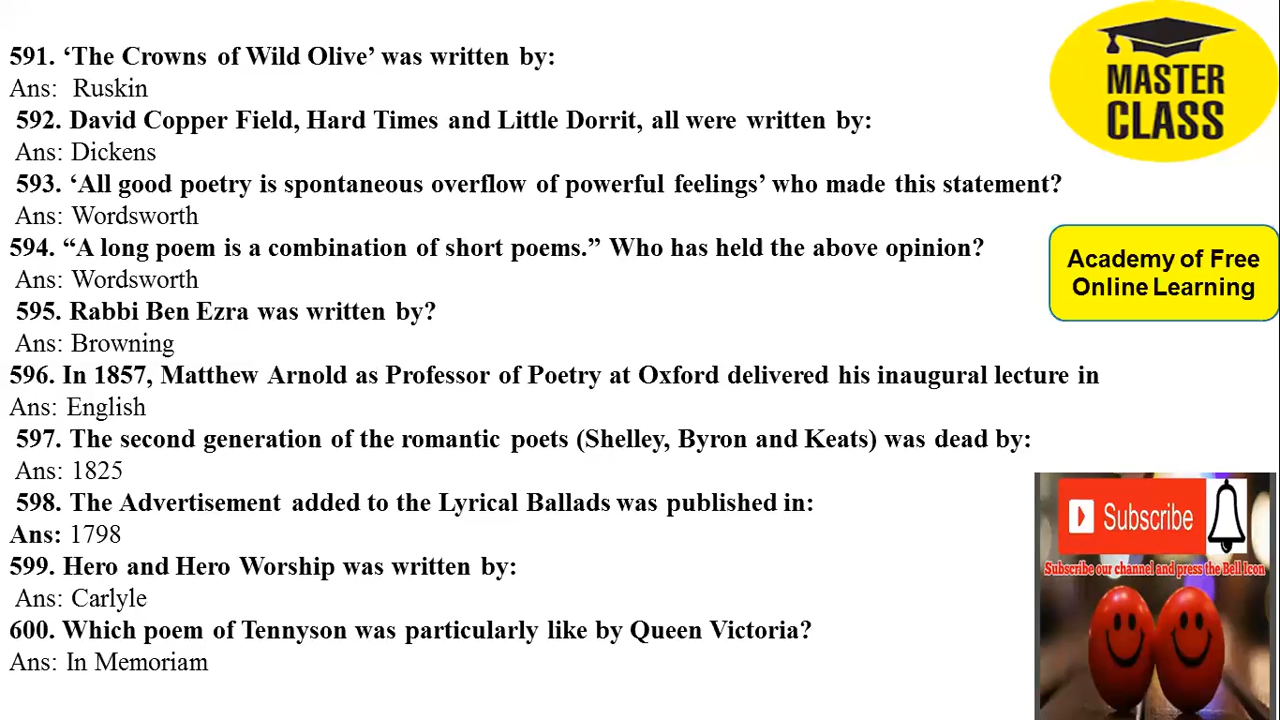 591. ‘The Crowns of Wild Olive’ was written by:
Ans: Ruskin
592. David Copper Field, Hard Times and Little Dorrit, all were written by:
Ans: Dickens
593. ‘All good poetry is spontaneous overflow of powerful feelings’ who made this statement?
Ans: Wordsworth
594. “A long poem is a combination of short poems.” Who has held the above opinion?
Ans: Wordsworth
595. Rabbi Ben Ezra was written by?
Ans: Browning
596. In 1857, Matthew Arnold as Professor of Poetry at Oxford delivered his inaugural lecture in
Ans: English
597. The second generation of the romantic poets (Shelley, Byron and Keats) was dead by:
Ans: 1825
598. The Advertisement added to the Lyrical Ballads was published in:
Ans: 1798
599. Hero and Hero Worship was written by:
Ans: Carlyle
600. Which poem of Tennyson was particularly like by Queen Victoria?
Ans: In Memoriam
MASTER
CLASS
Academy of Free
Online Learning
Subscribe
Subscribe our channel and press the Bell Icon